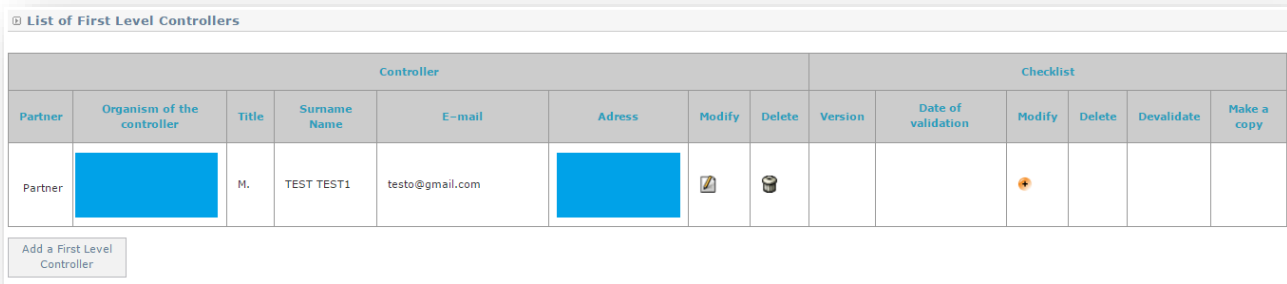 List of First Level Controllers
Controller
Checklist
Partner
Organism of the
controller
Title
Surname
Name
E-mail
Adress
Modify
Delete
Version
Date of
validation
Modify
Delete
Devalidate
Make a
copy
Partner
M.
TEST TEST1
testo@gmail.com
Add a First Level
Controller